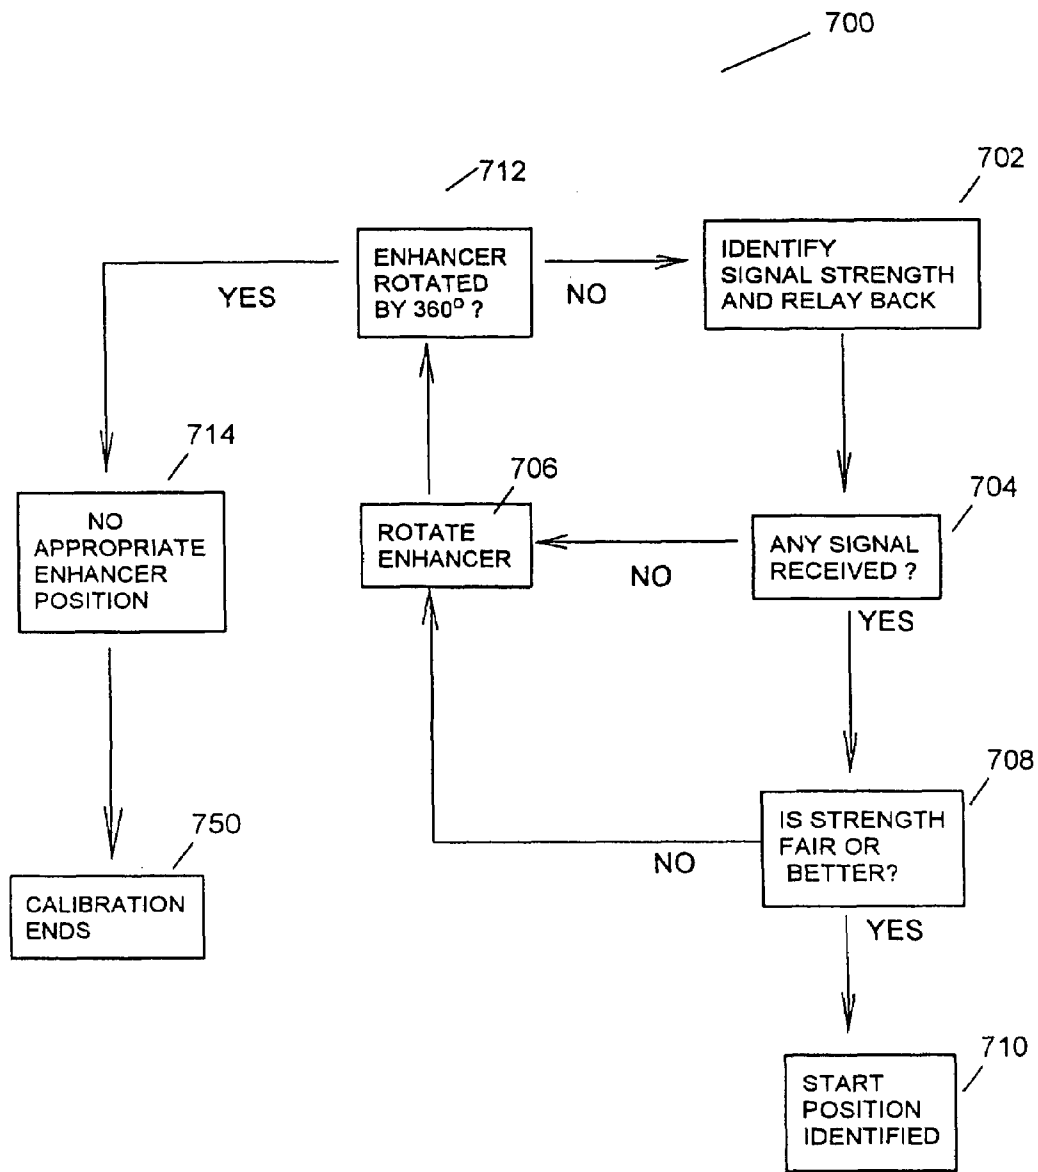 700
712
702
ENHANCER
ROTATED
BY 360° ?
IDENTIFY
SIGNAL STRENGTH
AND RELAY BACK
YES
NO
714
706
704
NO
APPROPRIATE
ENHANCER
POSITION
ROTATE
ENHANCER
ANY SIGNAL
RECEIVED ?
NO
YES
708
750
IS STRENGTH
FAIR OR
BETTER?
NO
CALIBRATION
ENDS
YES
710
START
POSITION
IDENTIFIED